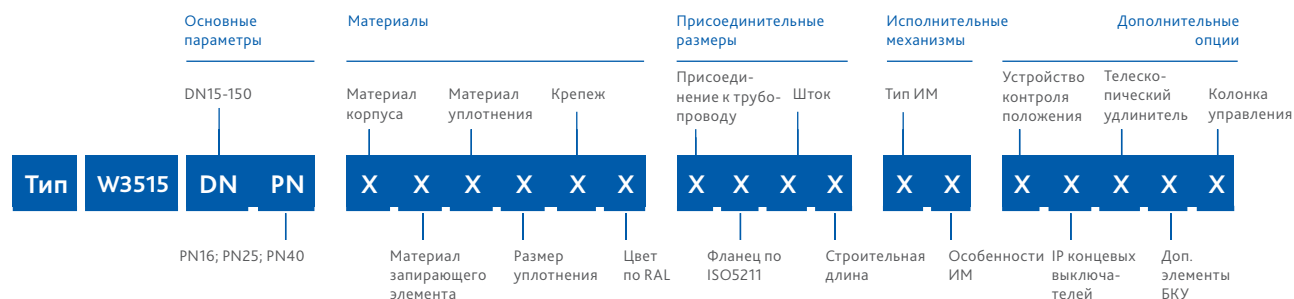 Основные
параметры
Материалы
Присоединительные
размеры
Исполнительные
механизмы
Дополнительные
опции
DN15-150
Материал
корпуса
Материал
уплотнения
Крепеж
Присоеди-
нение к трубо-
проводу
Шток
Тип ИМ
Устройство
контроля
положения
Телеско-
пический
удлинитель
Колонка
управления
Тип W3515 DN PN X X X X X X X X X X X X X X X X X
PN16; PN25; PN40
Материал
запирающего
элемента
Размер
уплотнения
Цвет
по RAL
Фланец по
ISO5211
Строительная
длина
Особенности
ИМ
IP концевых
выключа-
телей
Доп.
элементы
БКУ